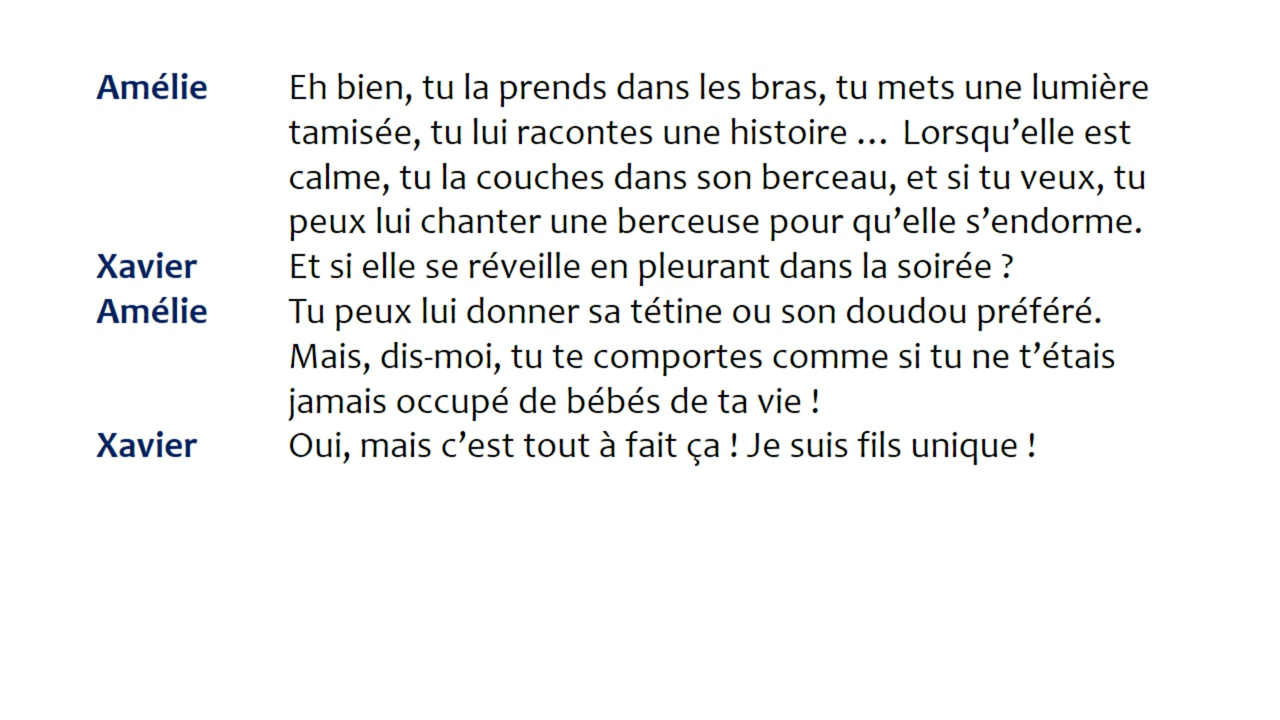 Amélie Eh bien, tu la prends dans les bras, tu mets une lumière
tamisée, tu lui racontes une histoire … Lorsqu’elle est
calme, tu la couches dans son berceau, et si tu veux, tu
peux lui chanter une berceuse pour qu’elle s’endorme.
Xavier Et si elle se réveille en pleurant dans la soirée ?
Amélie Tu peux lui donner sa tétine ou son doudou préféré.
Mais, dis-moi, tu te comportes comme si tu ne t’étais
jamais occupé de bébés de ta vie !
Xavier Oui, mais c’est tout à fait ça ! Je suis fils unique !